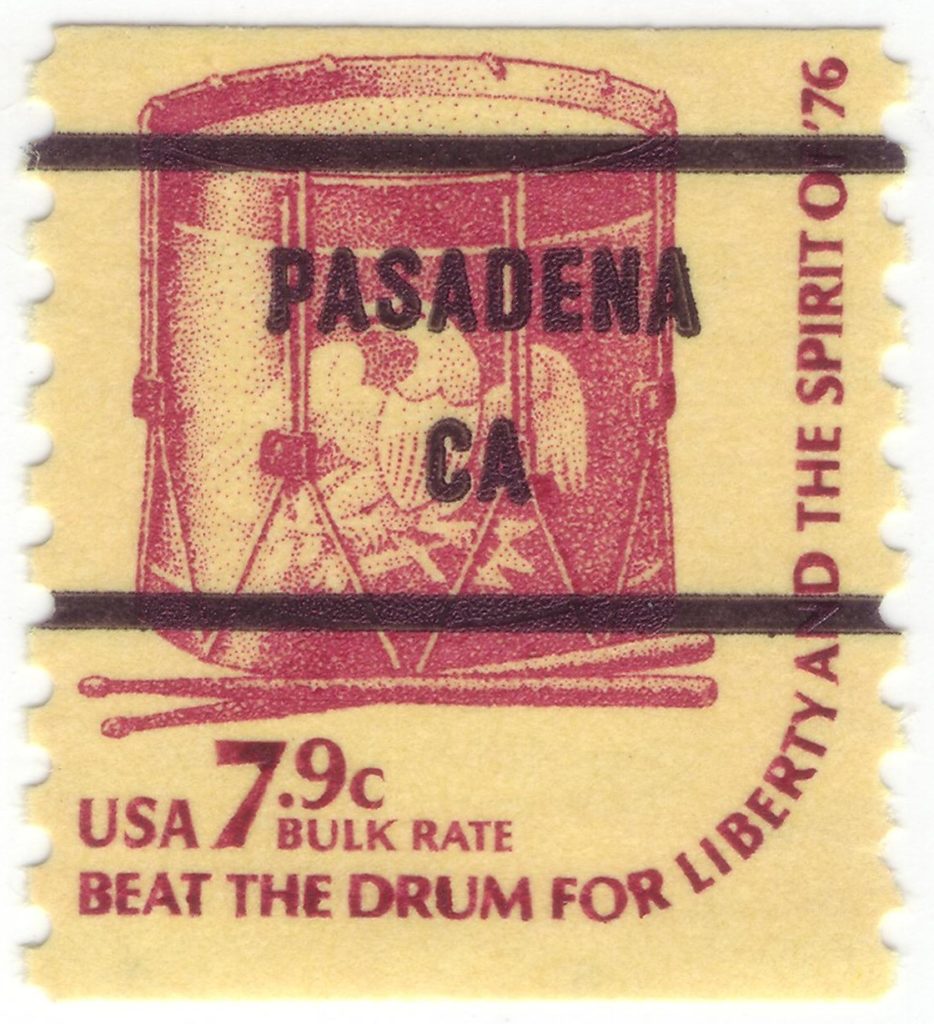 PASADENA
CA
USA 7.9c
BULK RATE
BEAT THE DRUM FOR LIBERTY AND THE SPIRIT OF '76